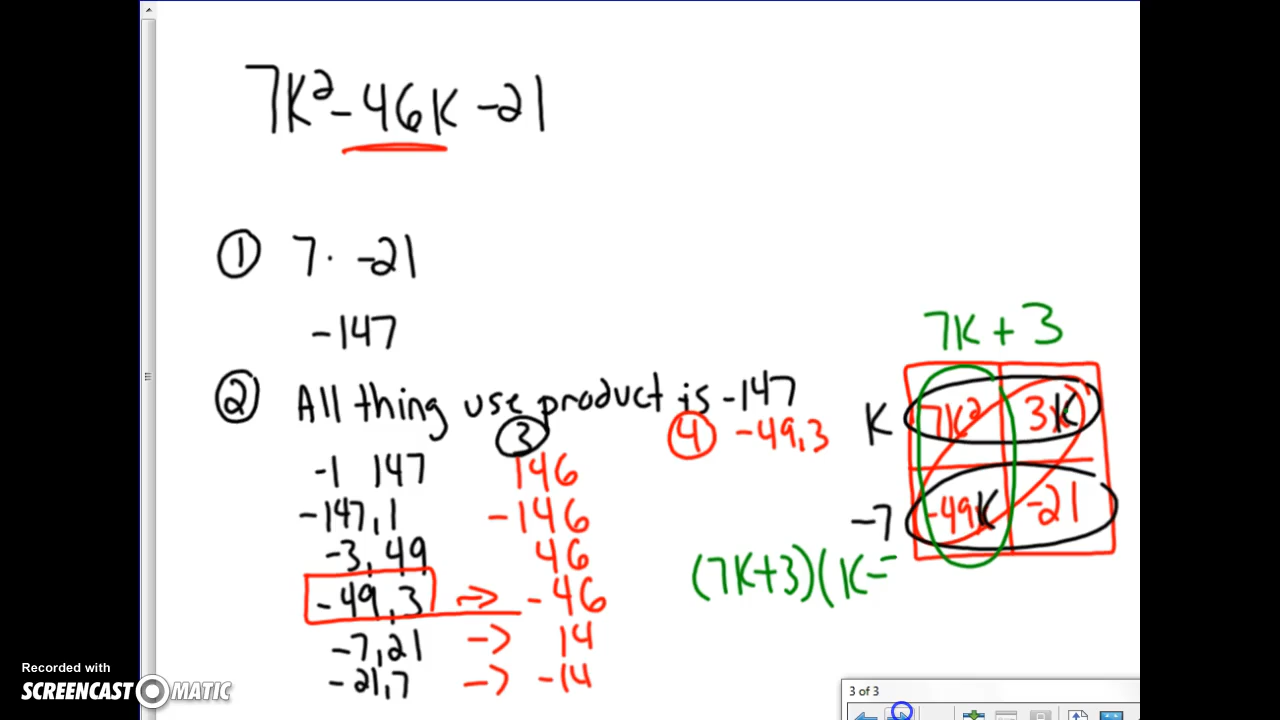 7K² - 46K - 21
① 7 · -21
-147
② All thing use product is -147
③
④ -49,3
-1 147 146
-147,1 -146
-3,49 46
-49,3 -> -46
-7,21 -> 14
-21,7 -> -14
7K + 3
K 7K² 3K
-7 -49K -21
(7K+3)(K-
Recorded with
SCREENCAST O MATIC
3 of 3